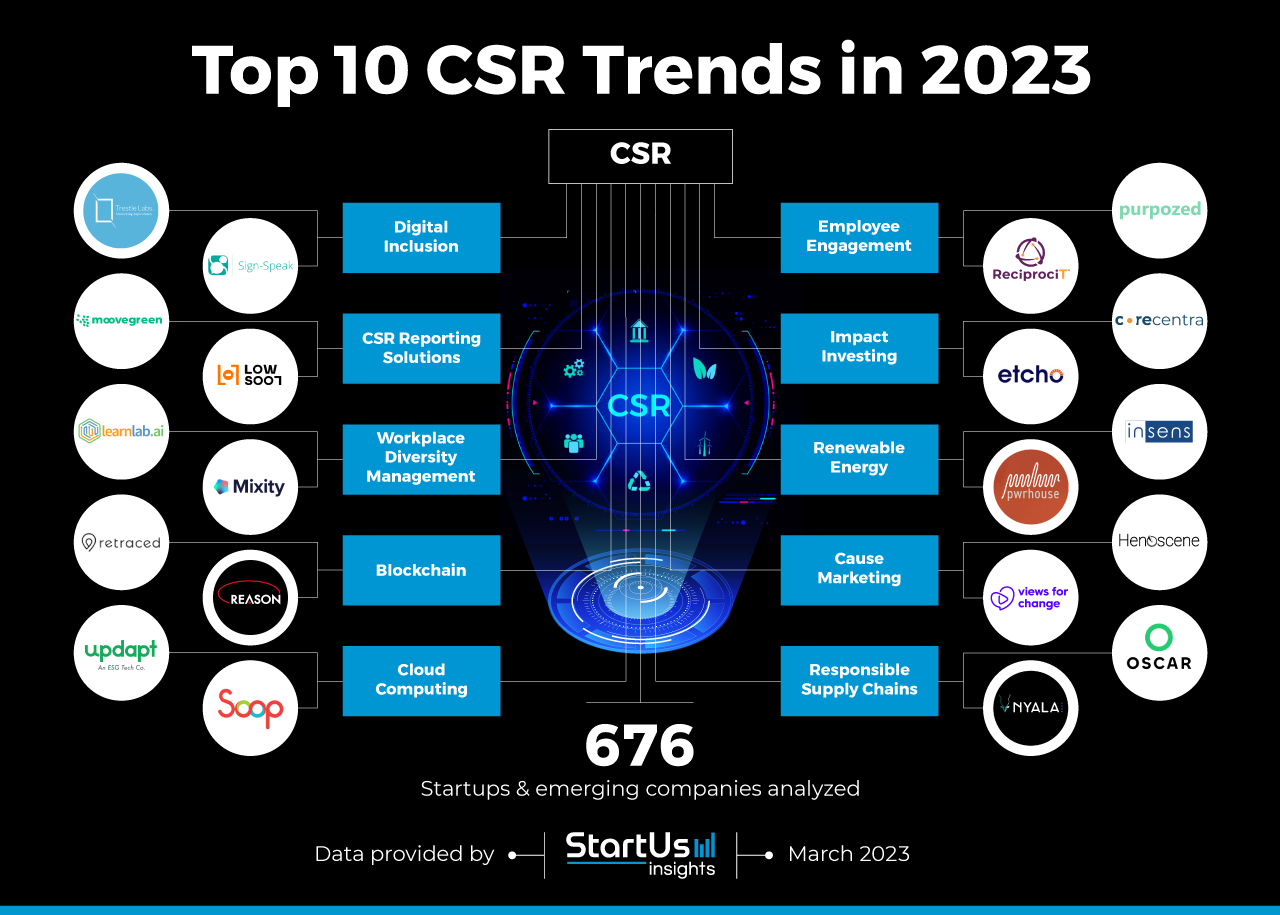 Top 10 CSR Trends in 2023
CSR
Trestle Labs
Sign-Speak
Digital
Inclusion
moovegreen
LOW
SOOT
CSR Reporting
Solutions
learnlab.ai
Mixity
Workplace
Diversity
Management
retraced
REASON
Blockchain
updapt
An ESG Tech Co.
Soop
Cloud
Computing
CSR
Employee
Engagement
purpozed
ReciprociT
Impact
Investing
corecentra
etcho
Renewable
Energy
insens
pwrhouse
Cause
Marketing
Henoscene
views for
change
Responsible
Supply Chains
OSCAR
NYALA
676
Startups & emerging companies analyzed
Data provided by
StartUs
insights
March 2023